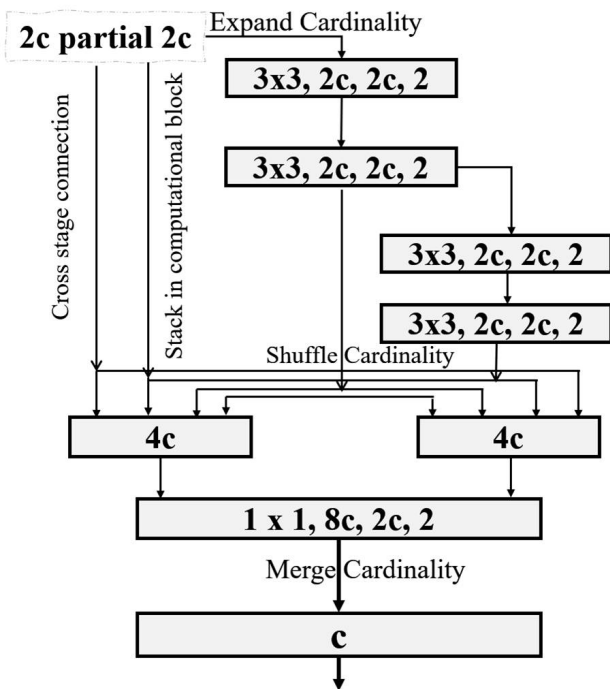 Expand Cardinality
2c partial 2c
3x3, 2c, 2c, 2
3x3, 2c, 2c, 2
Cross stage connection
Stack in computational block
3x3, 2c, 2c, 2
3x3, 2c, 2c, 2
Shuffle Cardinality
4c
4c
1 x 1, 8c, 2c, 2
Merge Cardinality
c